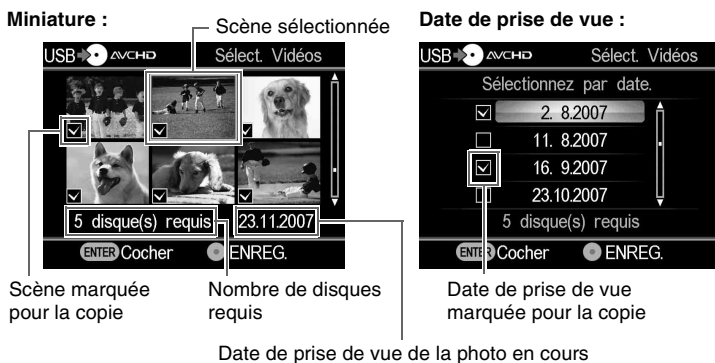 Miniature :
Scène sélectionnée
USB AVCHD Sélect. Vidéos
5 disque(s) requis 23.11.2007
ENTER Cocher ENREG.
Scène marquée
pour la copie
Nombre de disques
requis
Date de prise de vue de la photo en cours
Date de prise de vue :
USB AVCHD Sélect. Vidéos
Sélectionnez par date.
2. 8.2007
11. 8.2007
16. 9.2007
23.10.2007
5 disque(s) requis
ENTER Cocher ENREG.
Date de prise de vue
marquée pour la copie